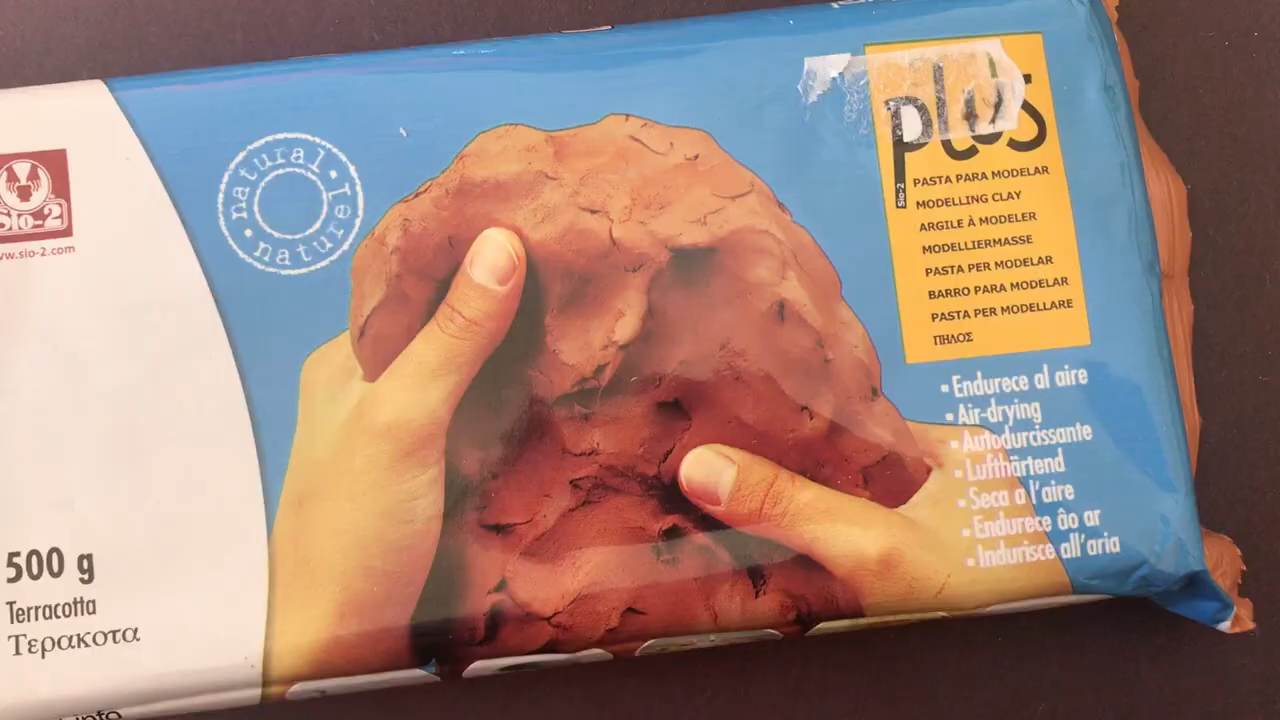 Sio-2
www.sio-2.com
natural · nature ·
500 g
Terracotta
Τερακοτα
info
plus
Sio-2
PASTA PARA MODELAR
MODELLING CLAY
ARGILE À MODELER
MODELLIERMASSE
PASTA PER MODELAR
BARRO PARA MODELAR
PASTA PER MODELLARE
ΠΗΛΟΣ
▪ Endurece al aire
▪ Air-drying
▪ Autodurcissante
▪ Lufthärtend
▪ Seca a l'aire
▪ Endurece âo ar
▪ Indurisce all'aria